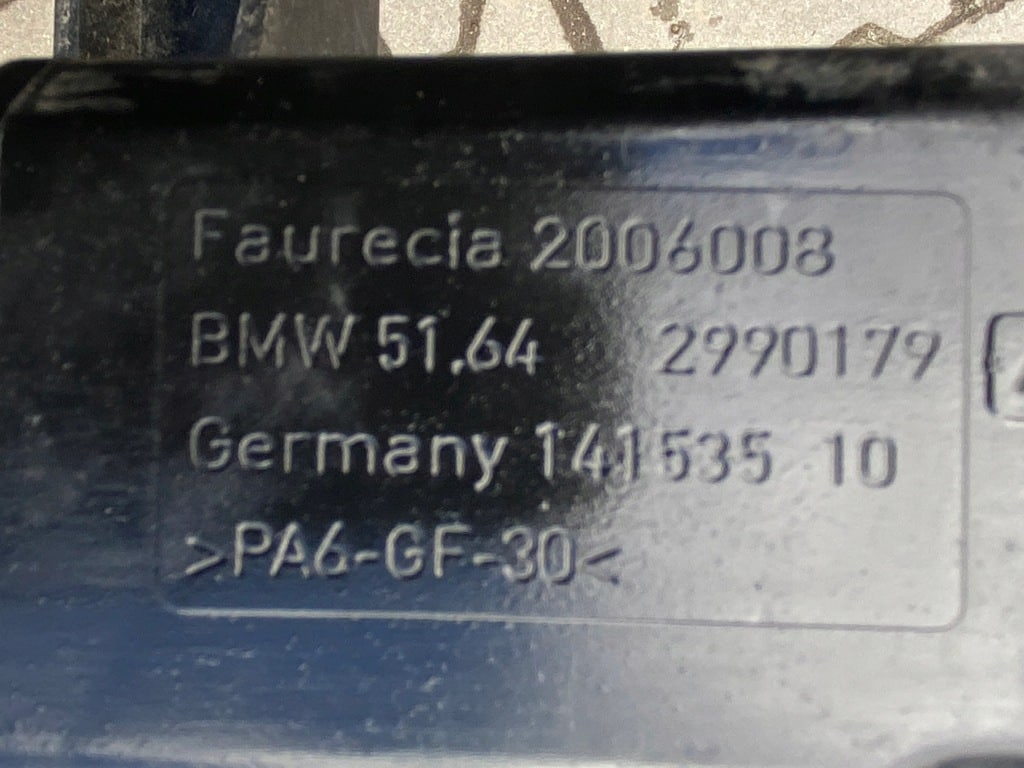 Faurecia 2006008
BMW 51.64 2990179
Germany 141535 10
>PA6-GF-30<